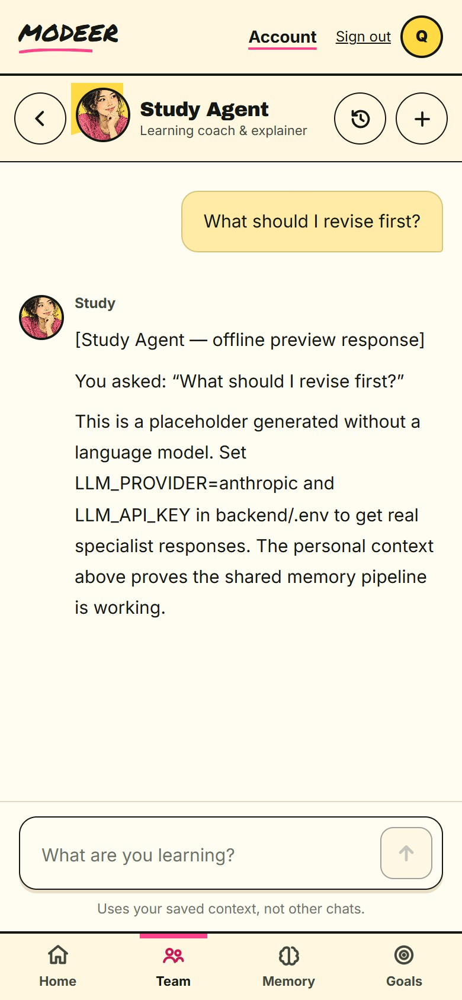 MODEER
Account
Sign out
Q
Study Agent
Learning coach & explainer
What should I revise first?
Study
[Study Agent — offline preview response]
You asked: “What should I revise first?”
This is a placeholder generated without a
language model. Set
LLM_PROVIDER=anthropic and
LLM_API_KEY in backend/.env to get real
specialist responses. The personal context
above proves the shared memory pipeline
is working.
What are you learning?
Uses your saved context, not other chats.
Home
Team
Memory
Goals